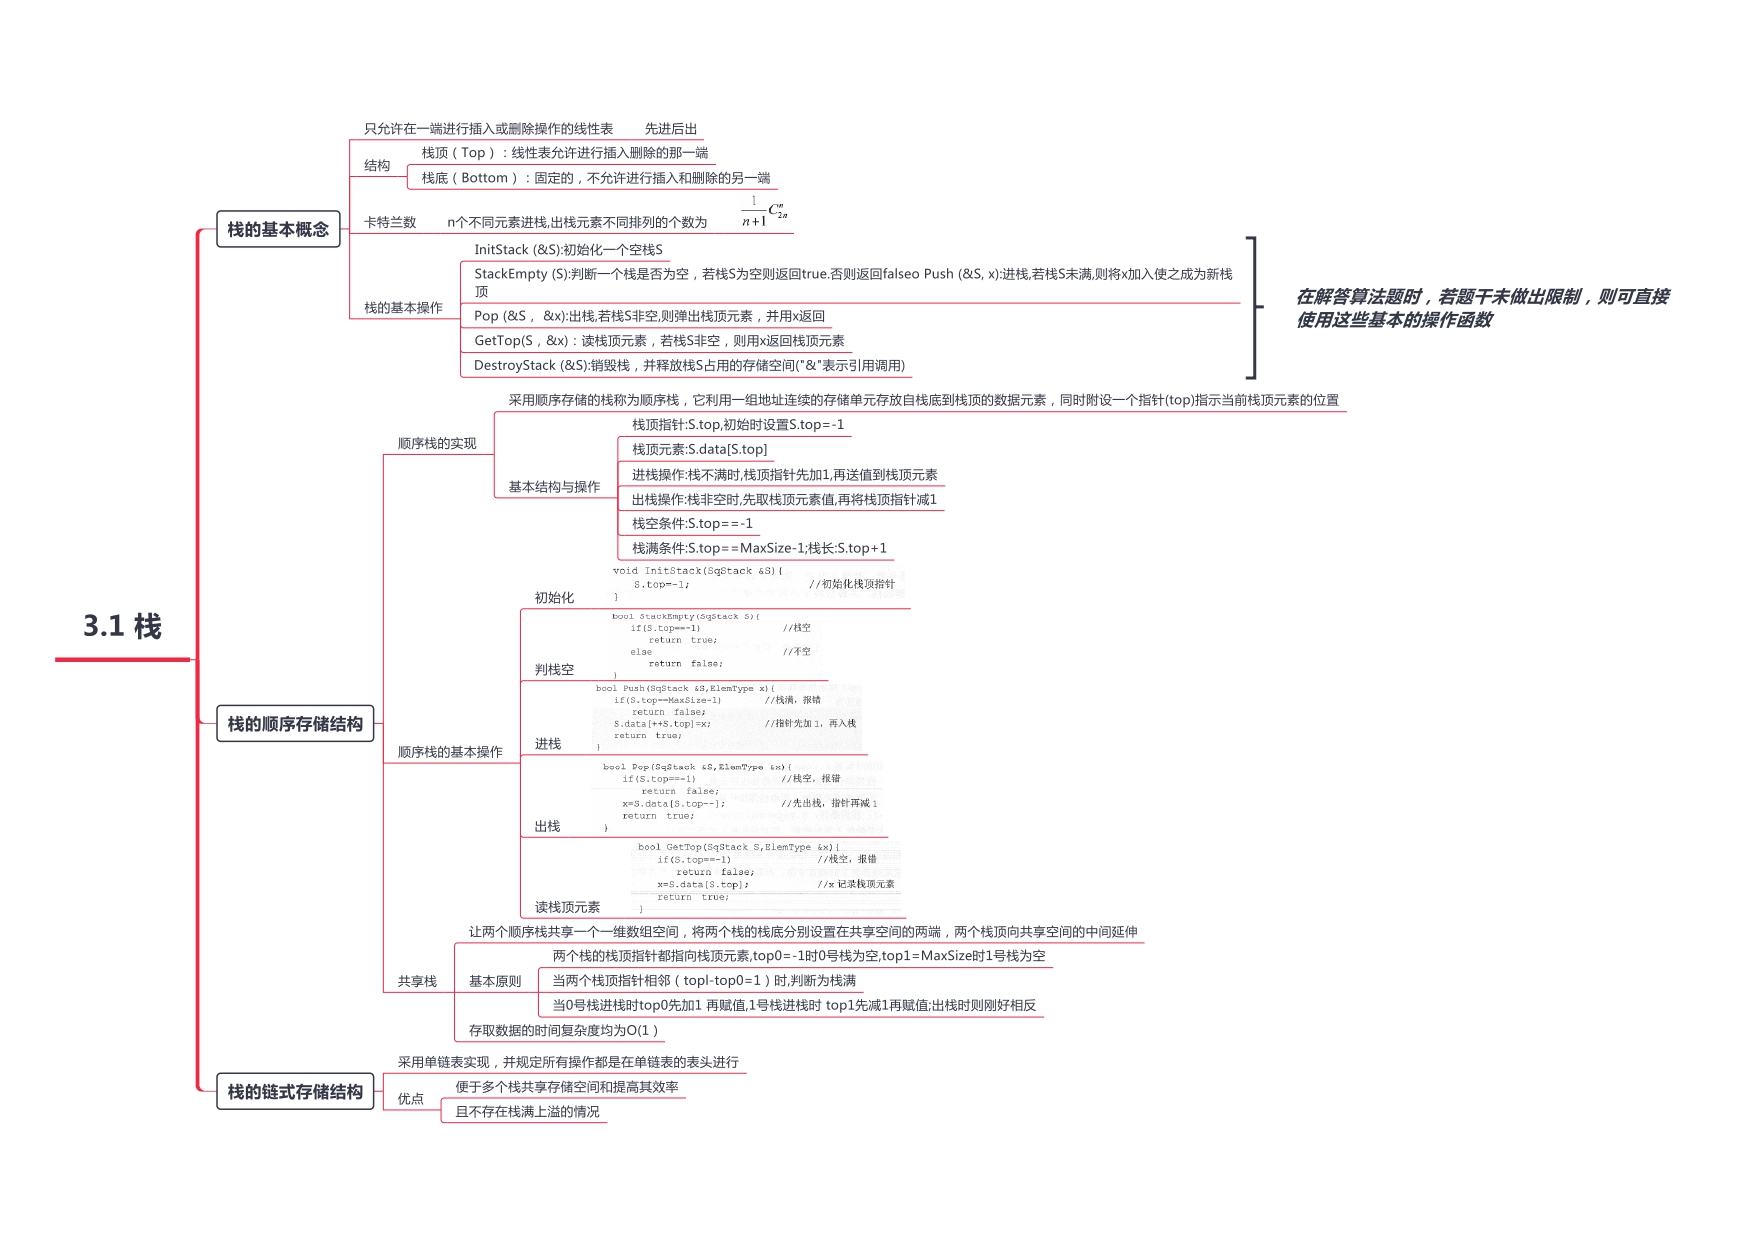 3.1 栈
栈的基本概念
只允许在一端进行插入或删除操作的线性表 先进后出
结构
栈顶（Top）：线性表允许进行插入删除的那一端
栈底（Bottom）：固定的，不允许进行插入和删除的另一端
卡特兰数 n个不同元素进栈,出栈元素不同排列的个数为 \frac{1}{n+1}C_{2n}^{n}
栈的基本操作
InitStack (&S):初始化一个空栈S
StackEmpty (S):判断一个栈是否为空，若栈S为空则返回true.否则返回falseo Push (&S, x):进栈,若栈S未满,则将x加入使之成为新栈
顶
Pop (&S， &x):出栈,若栈S非空,则弹出栈顶元素，并用x返回
GetTop(S，&x)：读栈顶元素，若栈S非空，则用x返回栈顶元素
DestroyStack (&S):销毁栈，并释放栈S占用的存储空间("&"表示引用调用)
在解答算法题时，若题干未做出限制，则可直接
使用这些基本的操作函数
栈的顺序存储结构
顺序栈的实现
采用顺序存储的栈称为顺序栈，它利用一组地址连续的存储单元存放自栈底到栈顶的数据元素，同时附设一个指针(top)指示当前栈顶元素的位置
基本结构与操作
栈顶指针:S.top,初始时设置S.top=-1
栈顶元素:S.data[S.top]
进栈操作:栈不满时,栈顶指针先加1,再送值到栈顶元素
出栈操作:栈非空时,先取栈顶元素值,再将栈顶指针减1
栈空条件:S.top==-1
栈满条件:S.top==MaxSize-1;栈长:S.top+1
顺序栈的基本操作
初始化
void InitStack(SqStack &S){
S.top=-1; //初始化栈顶指针
}
判栈空
bool StackEmpty(SqStack S){
if(S.top==-1) //栈空
return true;
else //不空
return false;
}
进栈
bool Push(SqStack &S,ElemType x){
if(S.top==MaxSize-1) //栈满，报错
return false;
S.data[++S.top]=x; //指针先加 1，再入栈
return true;
}
出栈
bool Pop(SqStack &S,ElemType &x){
if(S.top==-1) //栈空，报错
return false;
x=S.data[S.top--]; //先出栈，指针再减 1
return true;
}
读栈顶元素
bool GetTop(SqStack S,ElemType &x){
if(S.top==-1) //栈空，报错
return false;
x=S.data[S.top]; //x 记录栈顶元素
return true;
}
共享栈
让两个顺序栈共享一个一维数组空间，将两个栈的栈底分别设置在共享空间的两端，两个栈顶向共享空间的中间延伸
基本原则
两个栈的栈顶指针都指向栈顶元素,top0=-1时0号栈为空,top1=MaxSize时1号栈为空
当两个栈顶指针相邻（topl-top0=1）时,判断为栈满
当0号栈进栈时top0先加1 再赋值,1号栈进栈时 top1先减1再赋值;出栈时则刚好相反
存取数据的时间复杂度均为O(1）
栈的链式存储结构
采用单链表实现，并规定所有操作都是在单链表的表头进行
优点
便于多个栈共享存储空间和提高其效率
且不存在栈满上溢的情况